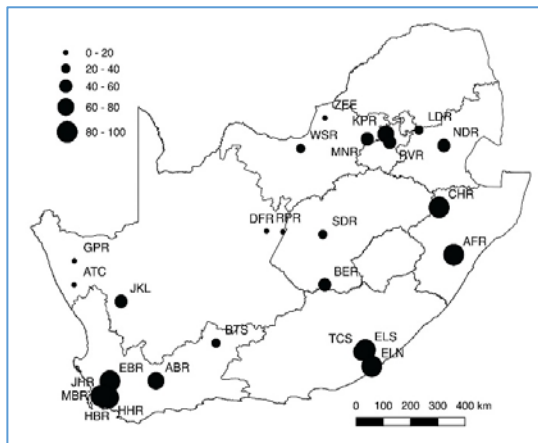 0 - 20
20 - 40
40 - 60
60 - 80
80 - 100
ZEE
KPR
LDR
WSR
MNR
RVR
NDR
CHR
DFR
RPR
SDR
AFR
GPR
ATC
JKL
BER
BTS
TCS
ELS
ELN
EBR
ABR
JHR
MBR
HBR
HHR
0 100 200 300 400 km